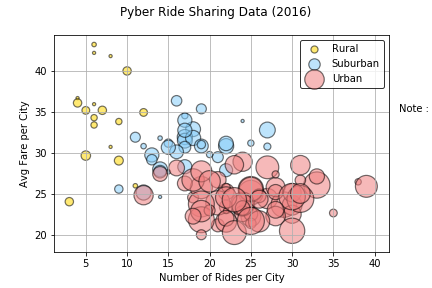 Pyber Ride Sharing Data (2016)
Rural
Suburban
Urban
Note :
Avg Fare per City
40
35
30
25
20
5 10 15 20 25 30 35 40
Number of Rides per City